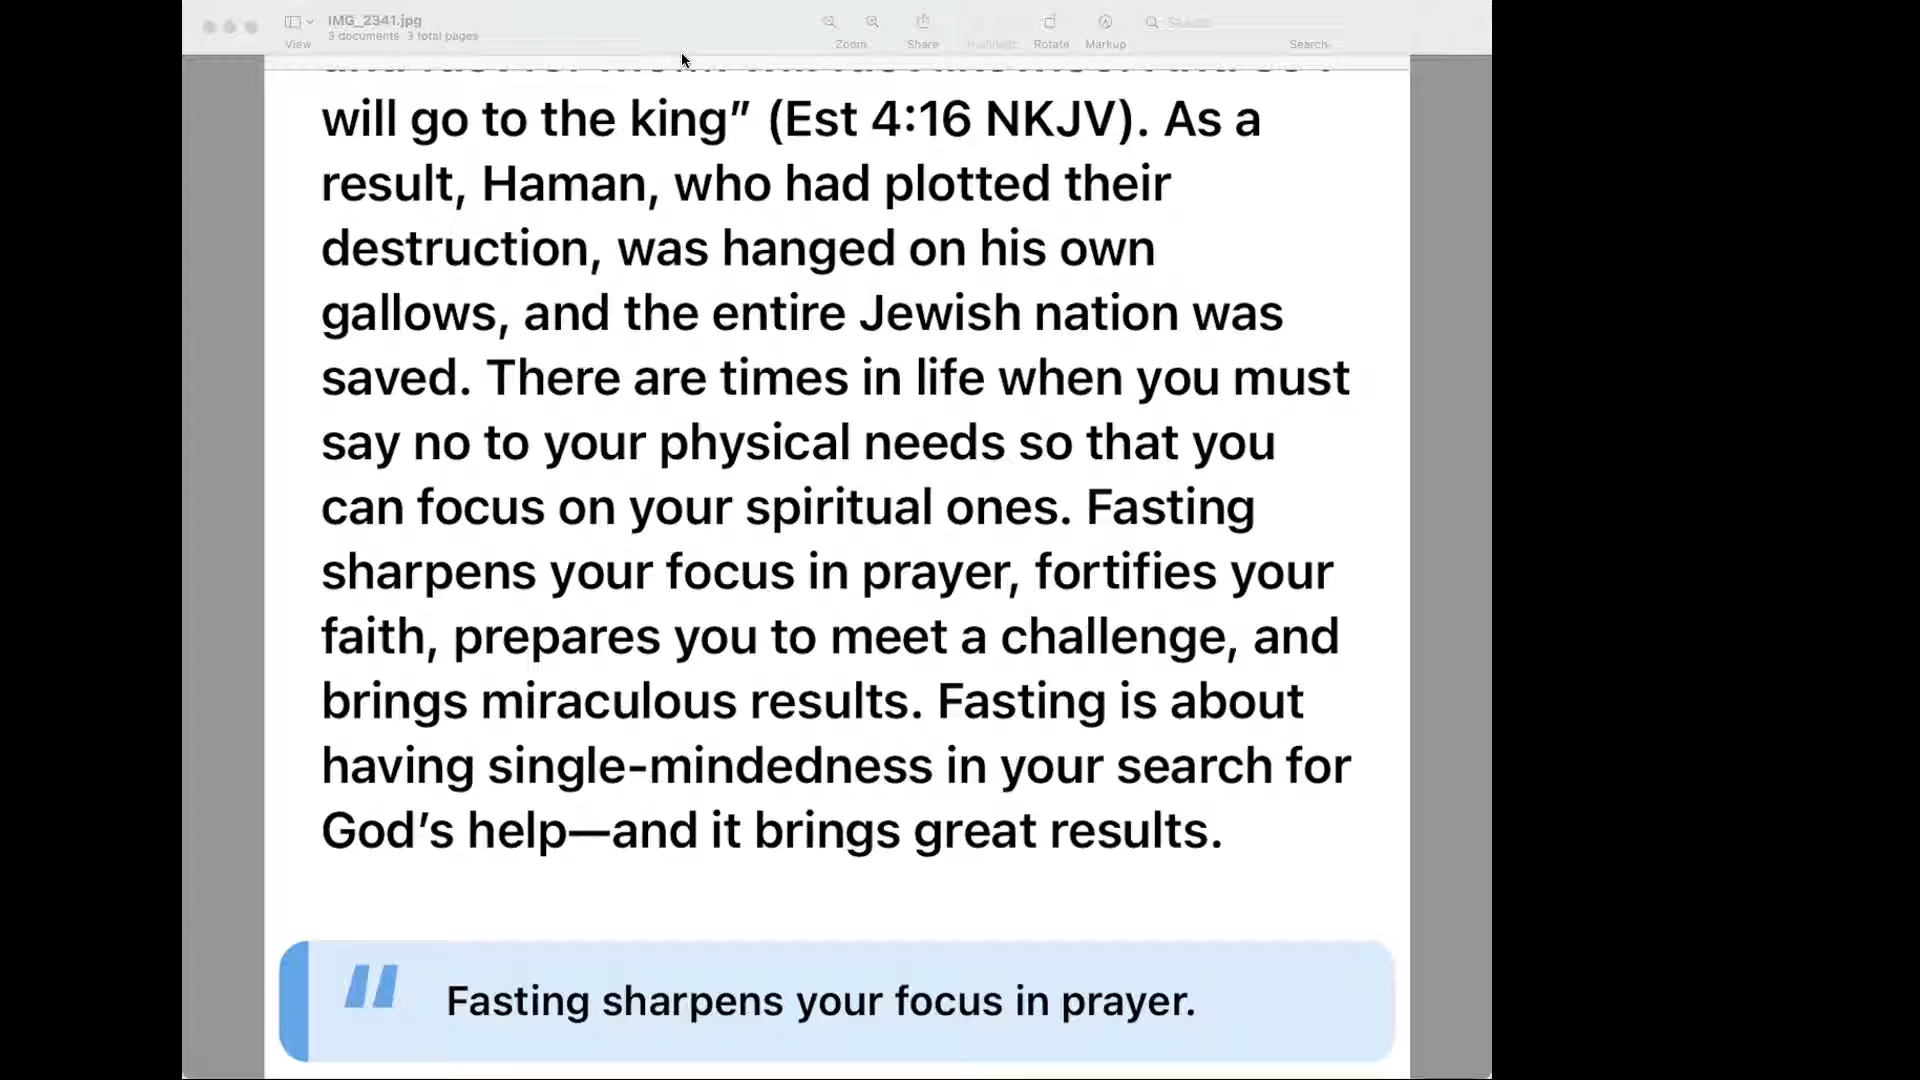 IMG_2341.jpg
3 documents 3 total pages
View
Zoom
Share
Highlight
Rotate
Markup
Search
Search
will go to the king” (Est 4:16 NKJV). As a
result, Haman, who had plotted their
destruction, was hanged on his own
gallows, and the entire Jewish nation was
saved. There are times in life when you must
say no to your physical needs so that you
can focus on your spiritual ones. Fasting
sharpens your focus in prayer, fortifies your
faith, prepares you to meet a challenge, and
brings miraculous results. Fasting is about
having single-mindedness in your search for
God’s help—and it brings great results.
" Fasting sharpens your focus in prayer.